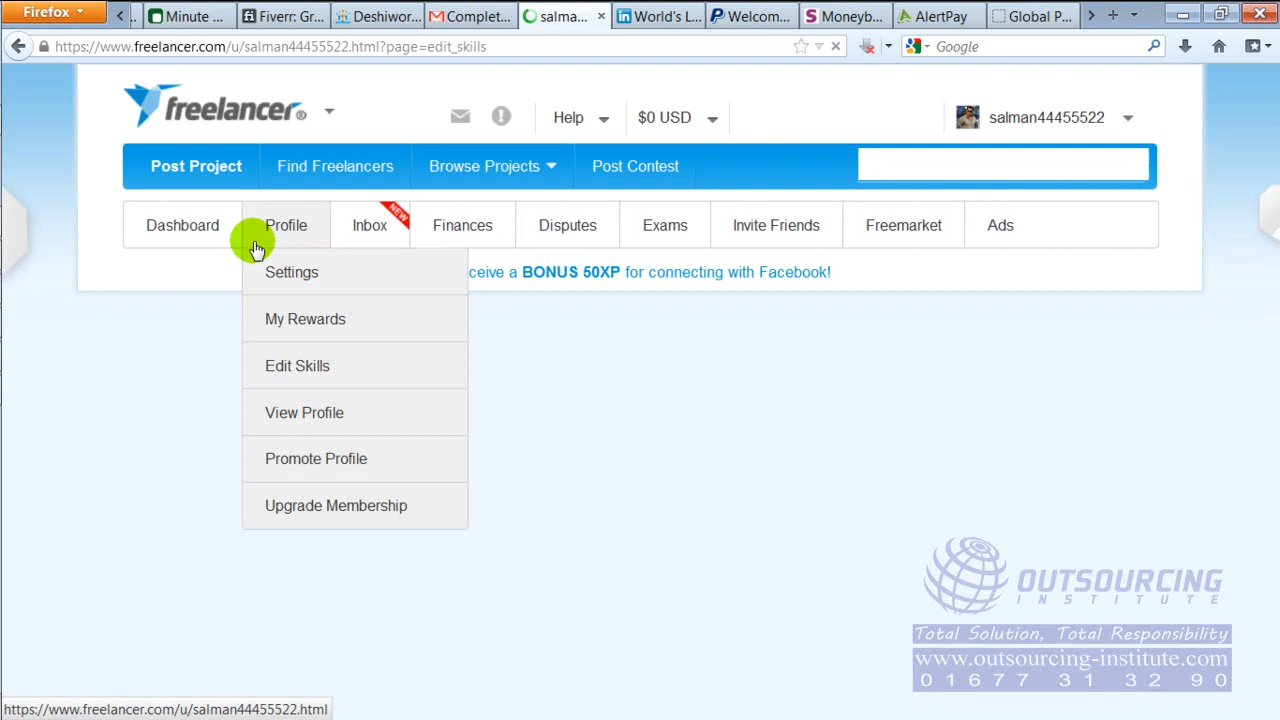 Firefox
Minute ...
Fiverr: Gr...
Deshiwor...
Complet...
salma...
World's L...
Welcom...
Moneyb...
AlertPay
Global P...
https://www.freelancer.com/u/salman44455522.html?page=edit_skills
Google
freelancer®
Help
$0 USD
salman44455522
Post Project
Find Freelancers
Browse Projects
Post Contest
Dashboard
Profile
Inbox
NEW
Finances
Disputes
Exams
Invite Friends
Freemarket
Ads
Settings
ceive a BONUS 50XP for connecting with Facebook!
My Rewards
Edit Skills
View Profile
Promote Profile
Upgrade Membership
OUTSOURCING
INSTITUTE
Total Solution, Total Responsibility
www.outsourcing-institute.com
01677 31 32 90
https://www.freelancer.com/u/salman44455522.html